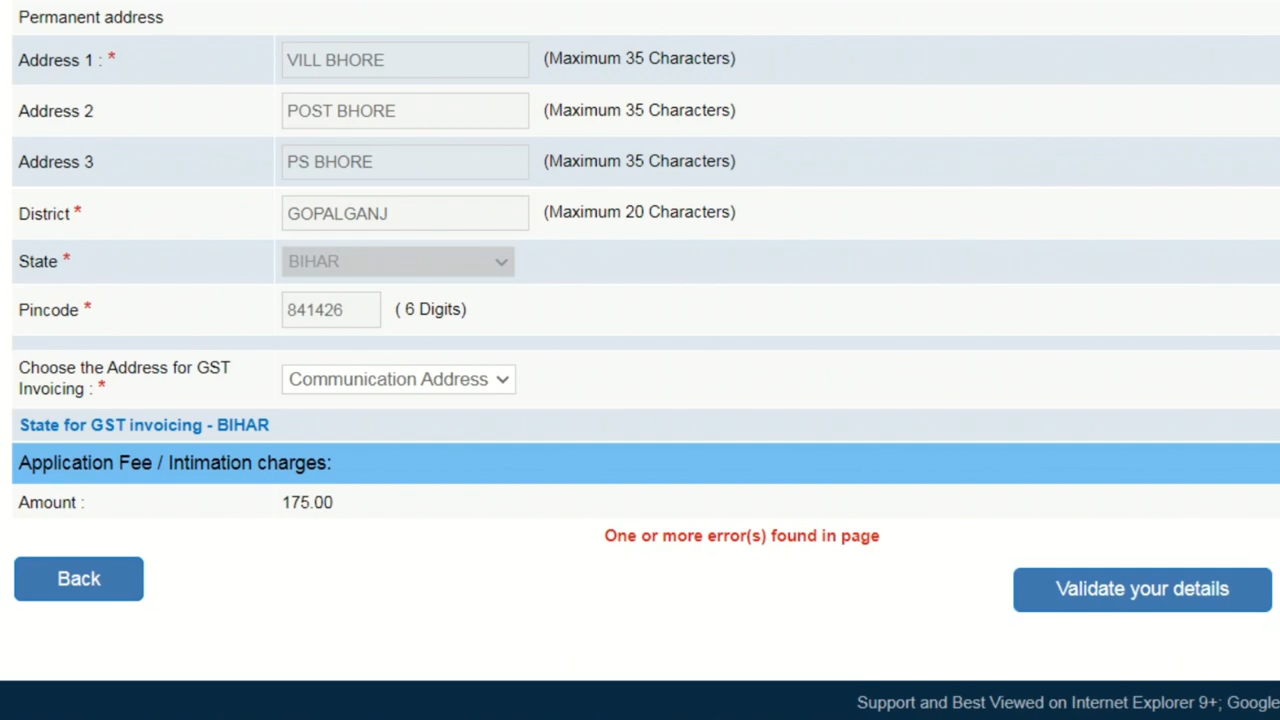 Permanent address
Address 1 : * VILL BHORE (Maximum 35 Characters)
Address 2 POST BHORE (Maximum 35 Characters)
Address 3 PS BHORE (Maximum 35 Characters)
District * GOPALGANJ (Maximum 20 Characters)
State * BIHAR
Pincode * 841426 ( 6 Digits)
Choose the Address for GST
Invoicing : * Communication Address
State for GST invoicing - BIHAR
Application Fee / Intimation charges:
Amount : 175.00
One or more error(s) found in page
Back
Validate your details
Support and Best Viewed on Internet Explorer 9+; Google